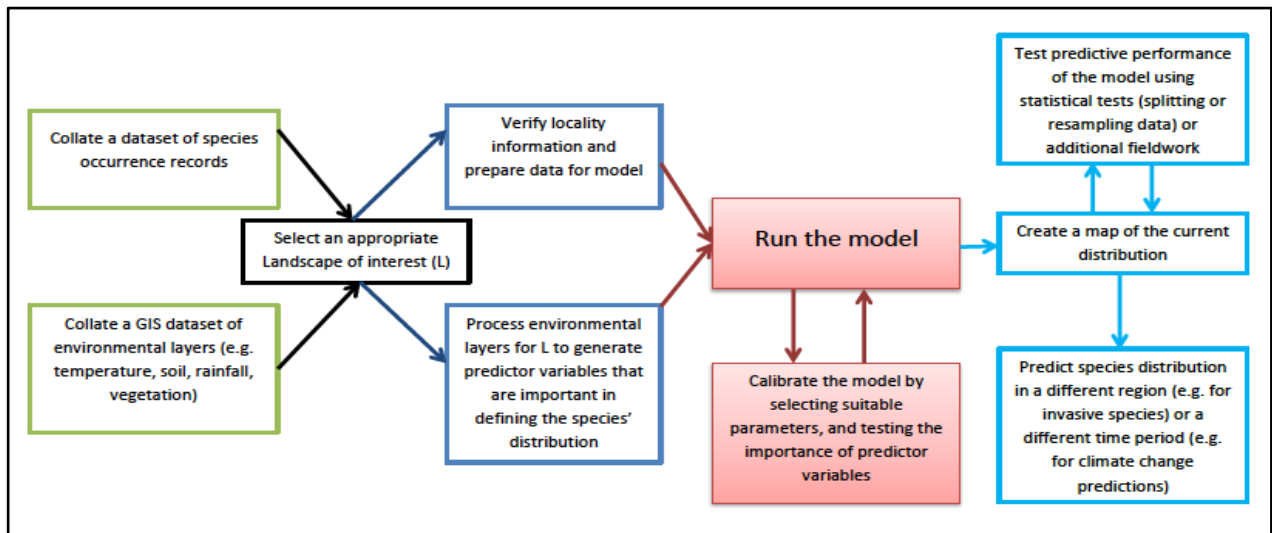 Collate a dataset of species
occurrence records
Collate a GIS dataset of
environmental layers (e.g.
temperature, soil, rainfall,
vegetation)
Select an appropriate
Landscape of interest (L)
Verify locality
information and
prepare data for model
Process environmental
layers for L to generate
predictor variables that
are important in
defining the species’
distribution
Run the model
Calibrate the model by
selecting suitable
parameters, and testing the
importance of predictor
variables
Test predictive performance
of the model using
statistical tests (splitting or
resampling data) or
additional fieldwork
Create a map of the current
distribution
Predict species distribution
in a different region (e.g. for
invasive species) or a
different time period (e.g.
for climate change
predictions)